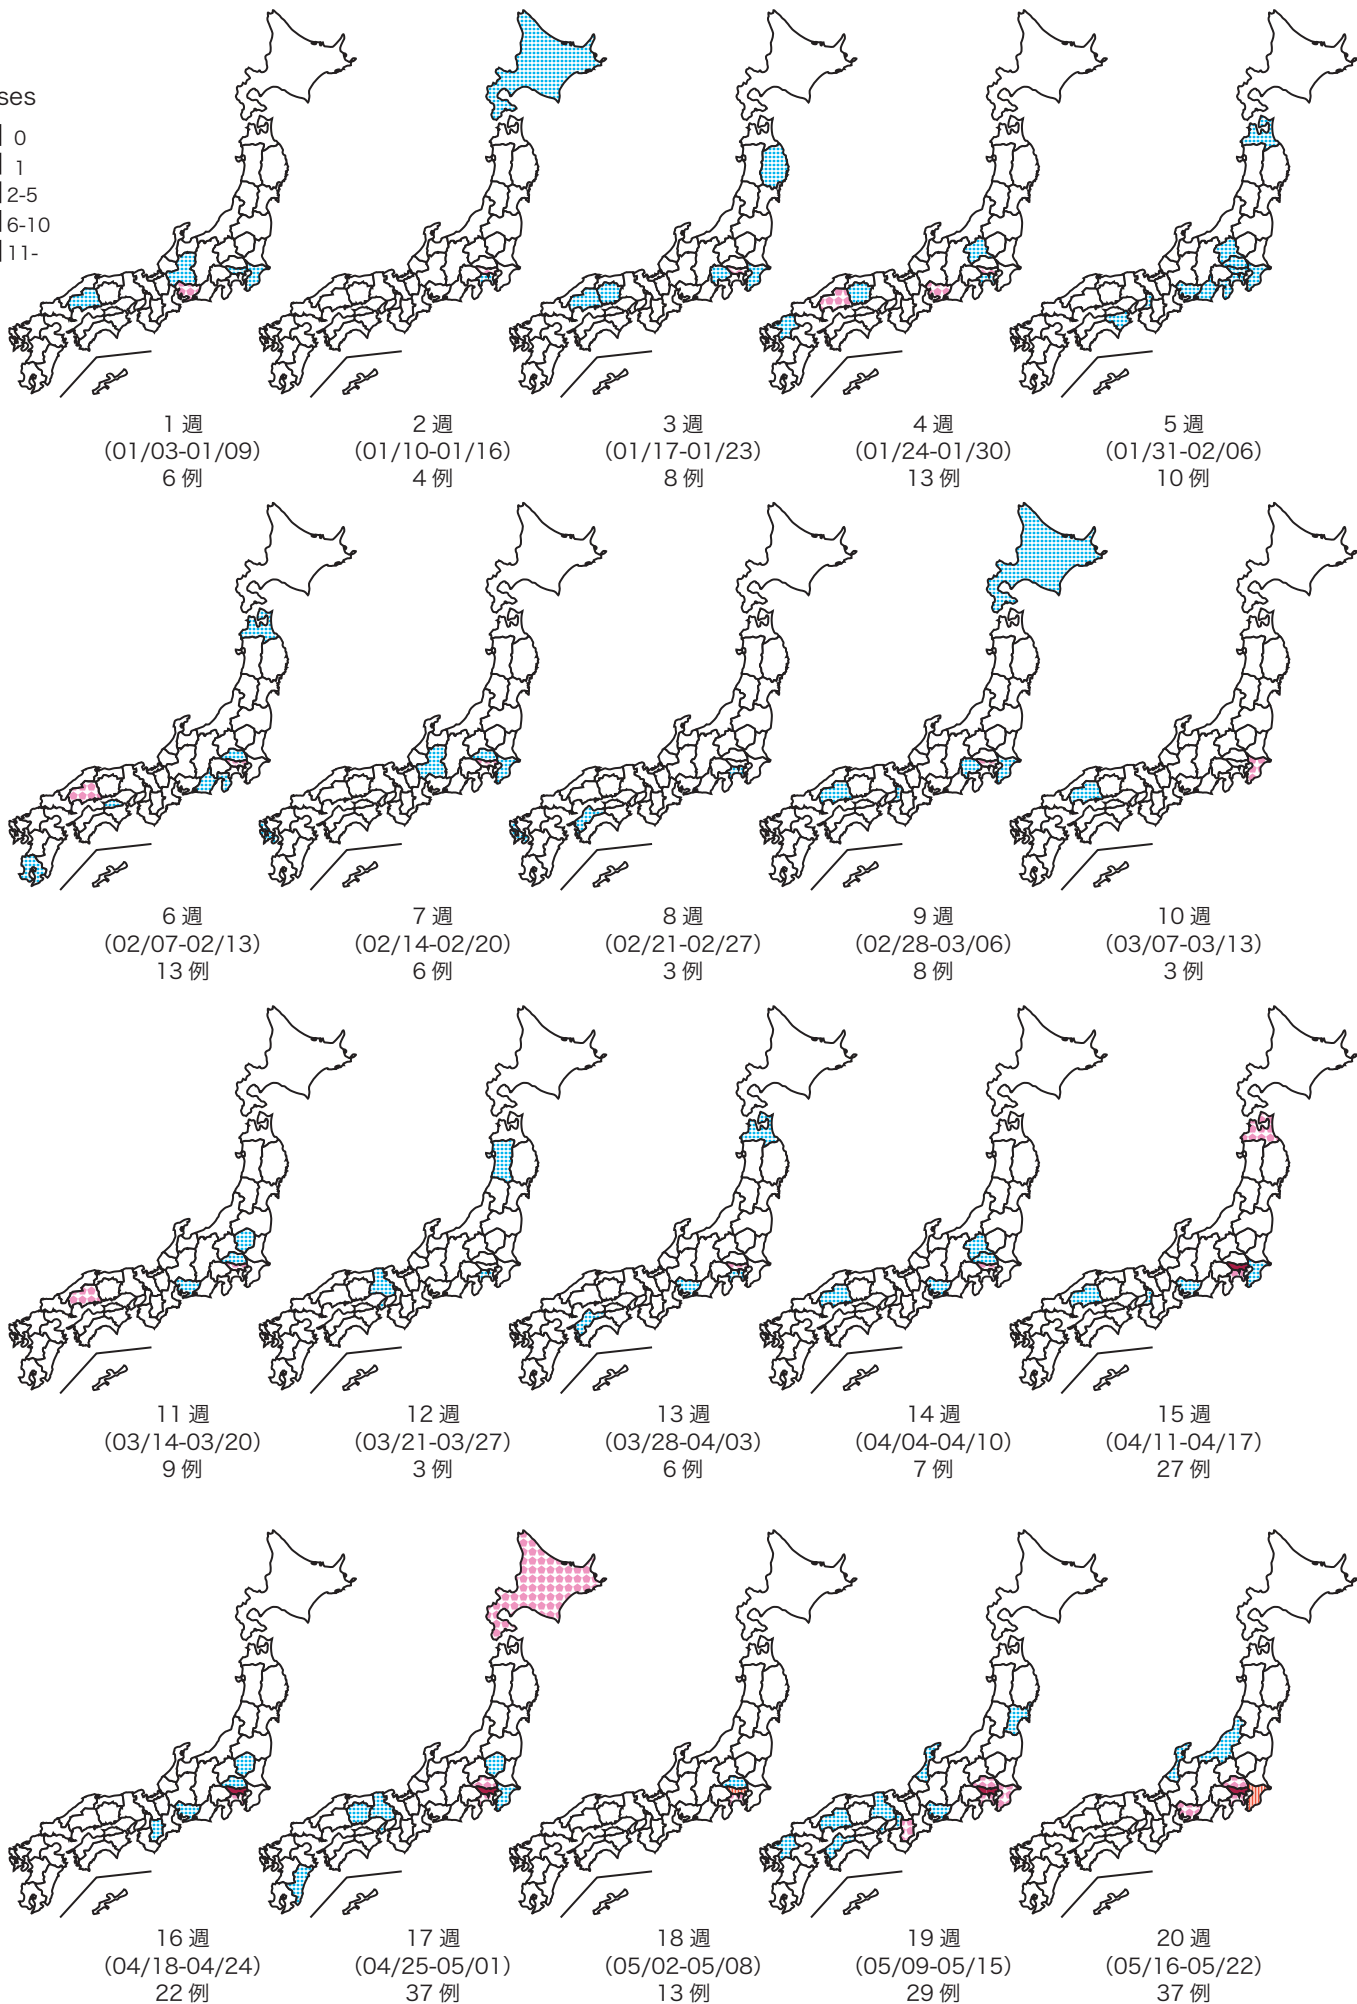 ses
0
1
2-5
6-10
11-
1 週
(01/03-01/09)
6 例
2 週
(01/10-01/16)
4 例
3 週
(01/17-01/23)
8 例
4 週
(01/24-01/30)
13 例
5 週
(01/31-02/06)
10 例
6 週
(02/07-02/13)
13 例
7 週
(02/14-02/20)
6 例
8 週
(02/21-02/27)
3 例
9 週
(02/28-03/06)
8 例
10 週
(03/07-03/13)
3 例
11 週
(03/14-03/20)
9 例
12 週
(03/21-03/27)
3 例
13 週
(03/28-04/03)
6 例
14 週
(04/04-04/10)
7 例
15 週
(04/11-04/17)
27 例
16 週
(04/18-04/24)
22 例
17 週
(04/25-05/01)
37 例
18 週
(05/02-05/08)
13 例
19 週
(05/09-05/15)
29 例
20 週
(05/16-05/22)
37 例